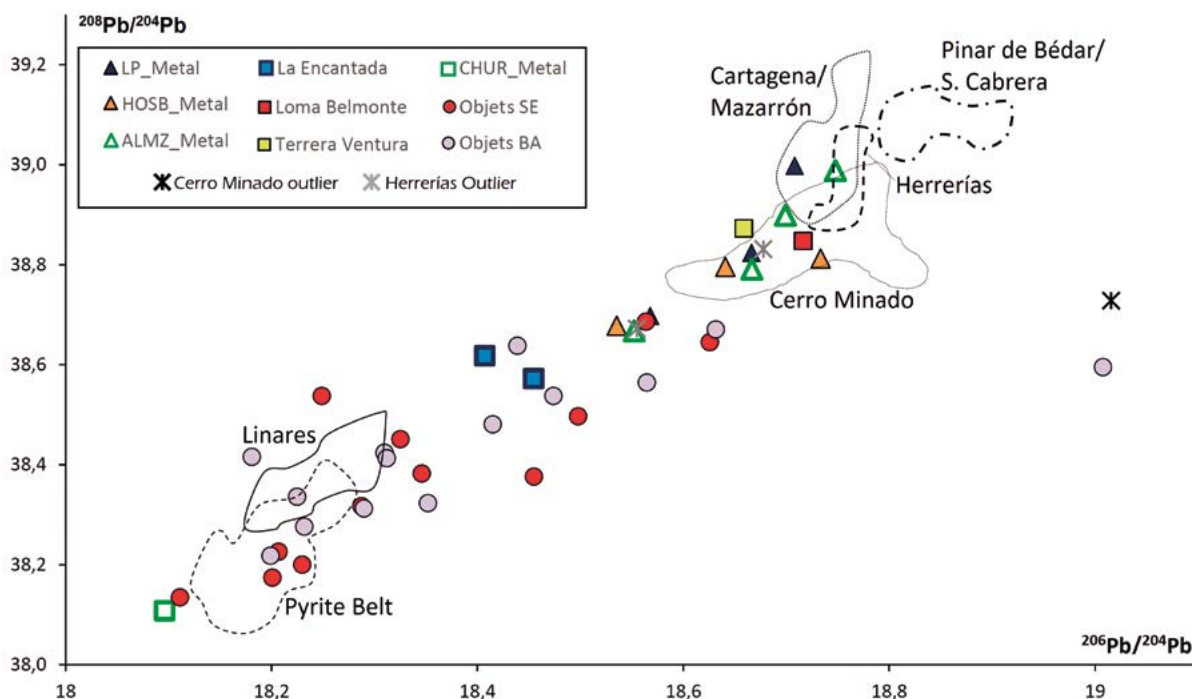 ²⁰⁸Pb/²⁰⁴Pb
39,2
39,0
38,8
38,6
38,4
38,2
38,0
LP_Metal La Encantada CHUR_Metal
HOSB_Metal Loma Belmonte Objets SE
ALMZ_Metal Terrera Ventura Objets BA
Cerro Minado outlier Herrerías Outlier
Cartagena/
Mazarrón
Pinar de Bédar/
S. Cabrera
Herrerías
Cerro Minado
Linares
Pyrite Belt
²⁰⁶Pb/²⁰⁴Pb
18 18,2 18,4 18,6 18,8 19